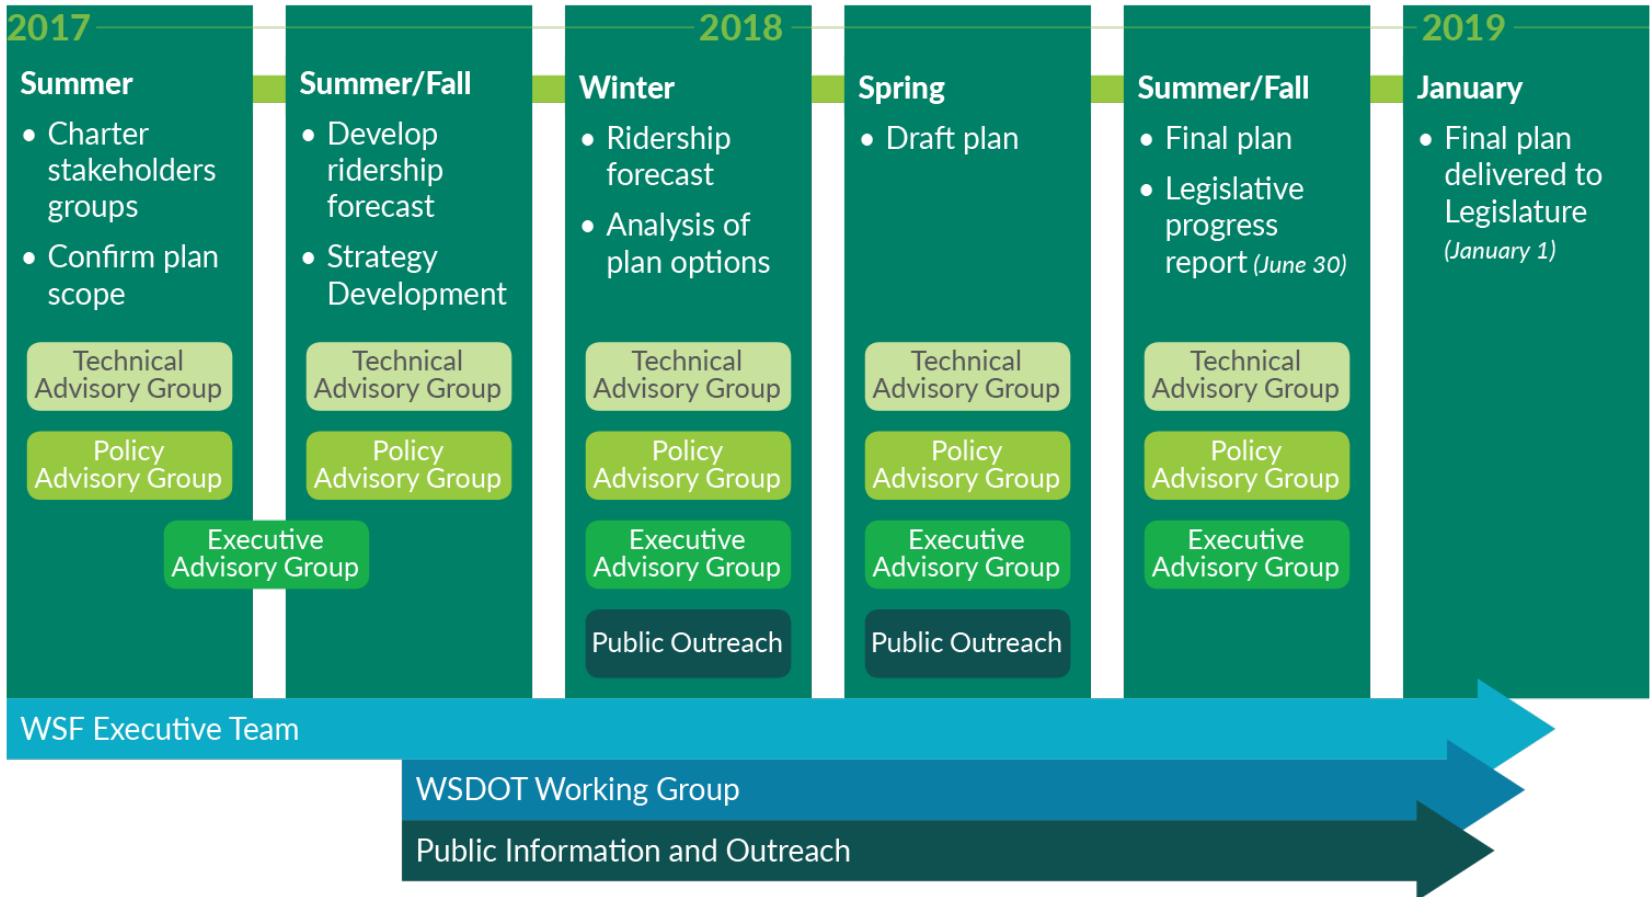 2017
Summer
• Charter
stakeholders
groups
• Confirm plan
scope
Technical
Advisory Group
Policy
Advisory Group
Summer/Fall
• Develop
ridership
forecast
• Strategy
Development
Technical
Advisory Group
Policy
Advisory Group
Executive
Advisory Group
2018
Winter
• Ridership
forecast
• Analysis of
plan options
Technical
Advisory Group
Policy
Advisory Group
Executive
Advisory Group
Public Outreach
Spring
• Draft plan
Technical
Advisory Group
Policy
Advisory Group
Executive
Advisory Group
Public Outreach
Summer/Fall
• Final plan
• Legislative
progress
report (June 30)
Technical
Advisory Group
Policy
Advisory Group
Executive
Advisory Group
2019
January
• Final plan
delivered to
Legislature
(January 1)
WSF Executive Team
WSDOT Working Group
Public Information and Outreach